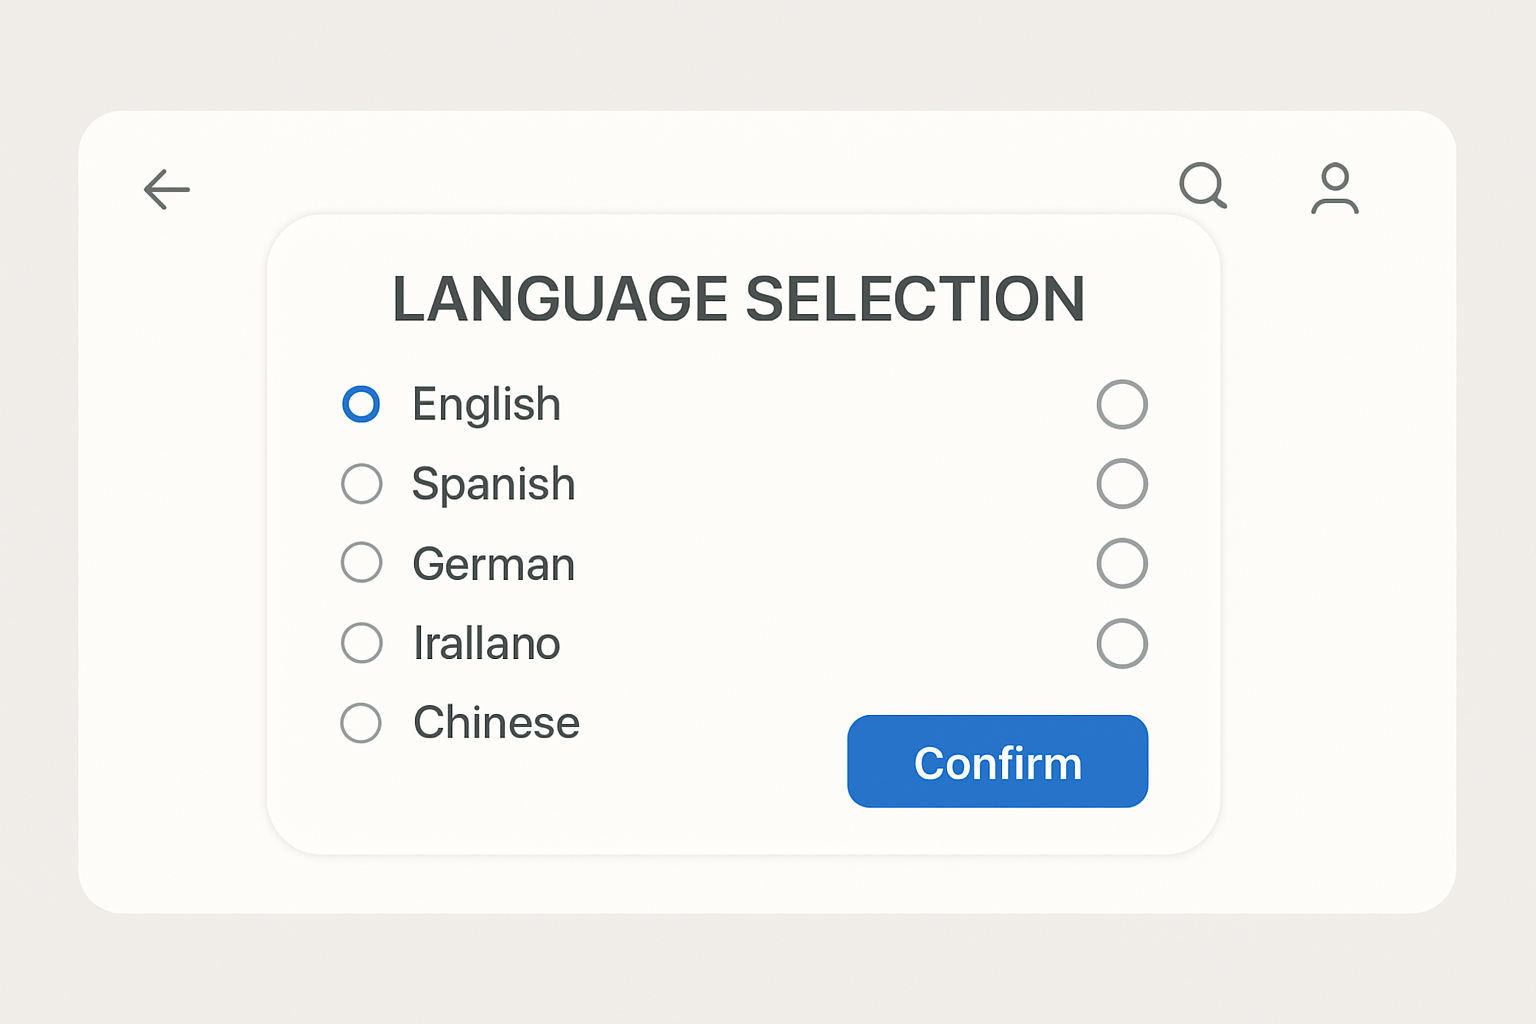 LANGUAGE SELECTION
English
Spanish
German
Irallano
Chinese
Confirm